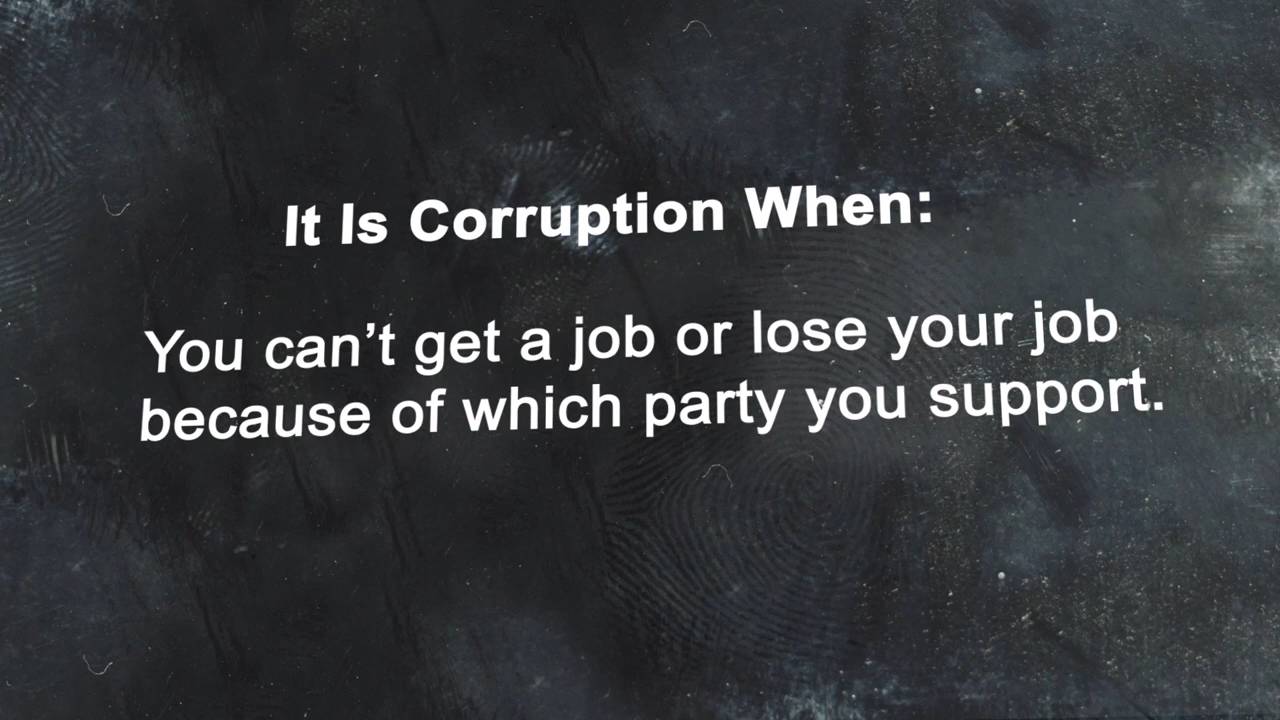 It Is Corruption When:
You can’t get a job or lose your job
because of which party you support.